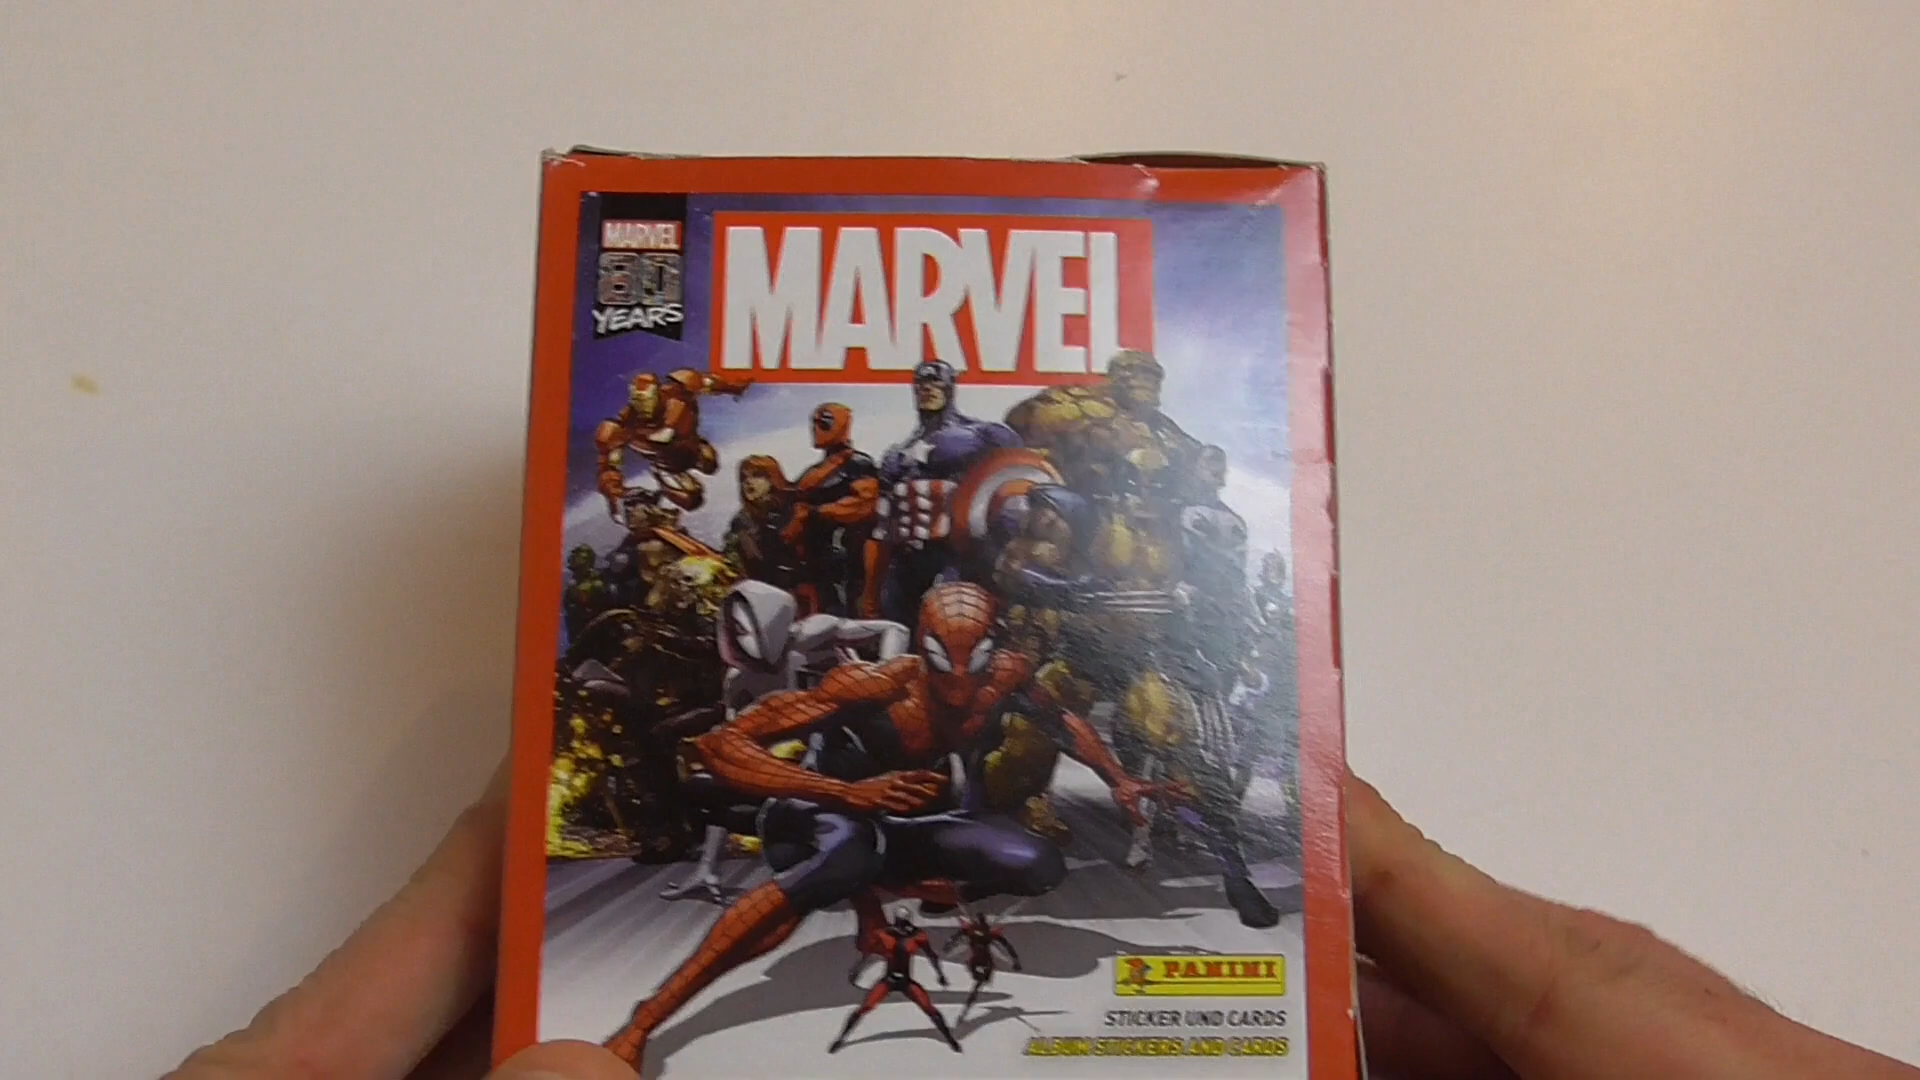 MARVEL
80
YEARS
MARVEL
PANINI
STICKER UND CARDS
ALBUM STICKERS AND CARDS